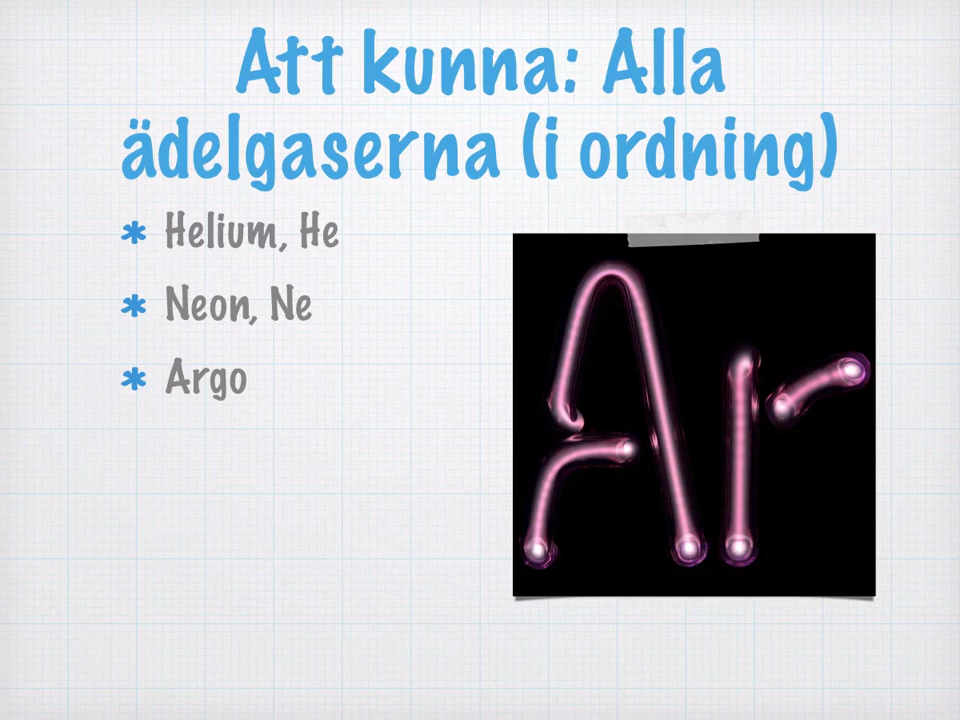 Att kunna: Alla
ädelgaserna (i ordning)
Helium, He
Neon, Ne
Argo
Ar